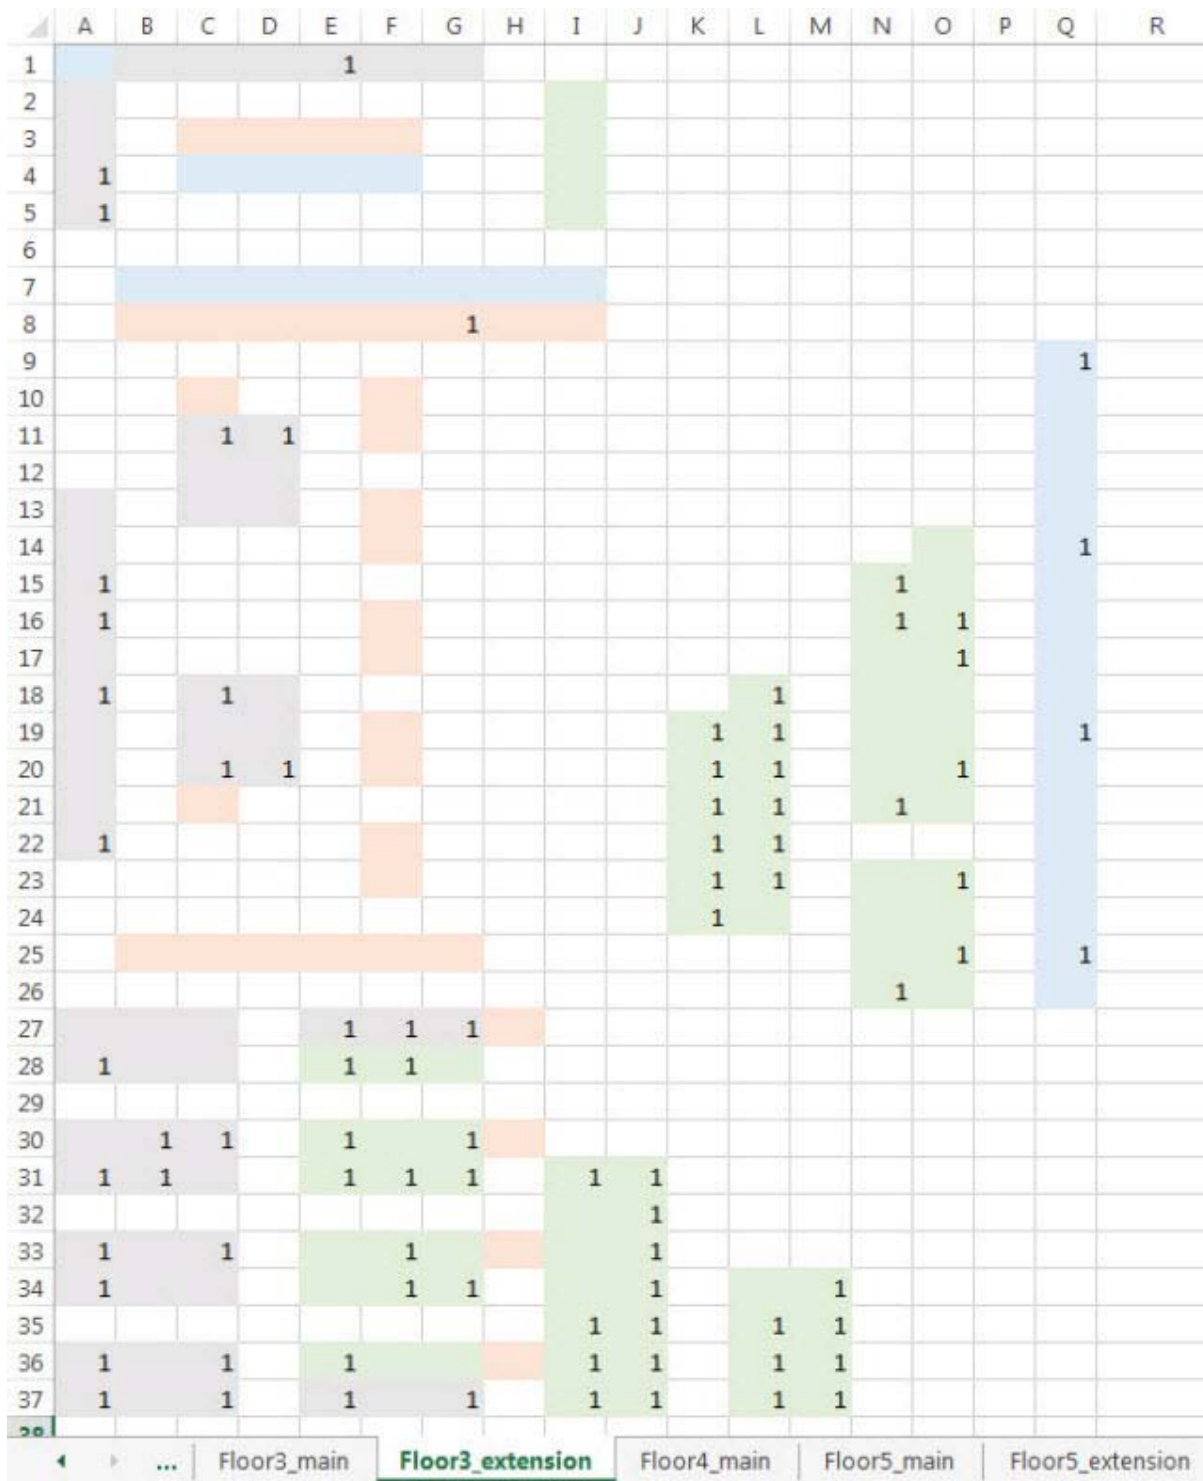 A B C D E F G H I J K L M N O P Q R
1 1
2
3
4 1
5 1
6
7
8 1
9 1
10
11 1 1
12
13
14 1
15 1 1
16 1 1 1
17 1
18 1 1 1
19 1 1 1
20 1 1 1 1 1
21 1 1 1
22 1 1 1
23 1 1 1
24 1
25 1 1
26 1
27 1 1 1
28 1 1 1
29
30 1 1 1 1
31 1 1 1 1 1 1 1
32 1
33 1 1 1 1
34 1 1 1 1 1
35 1 1 1 1
36 1 1 1 1 1 1 1
37 1 1 1 1 1 1 1 1
38
... Floor3_main Floor3_extension Floor4_main Floor5_main Floor5_extension